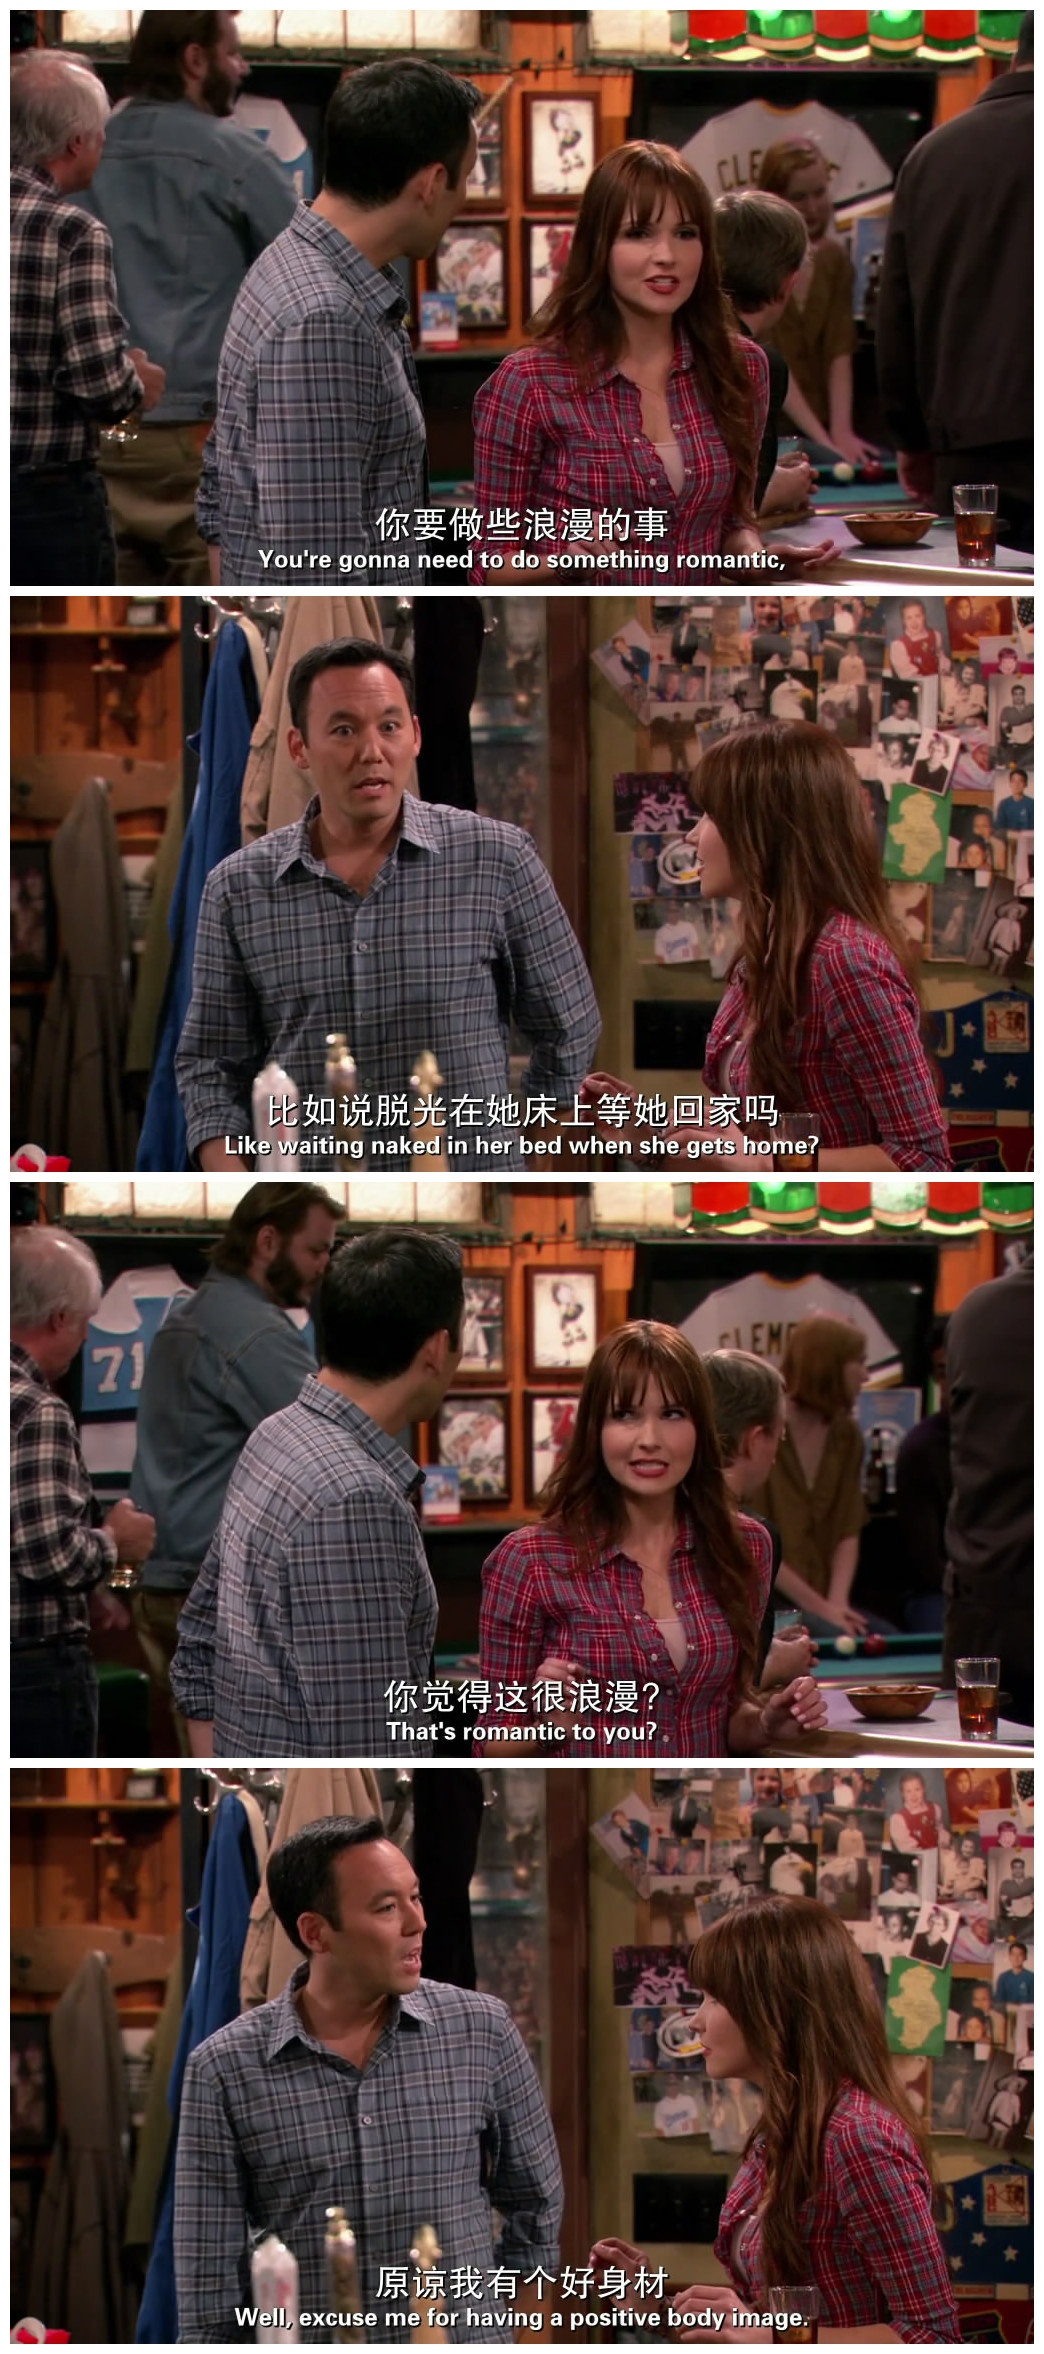 CLEMENTE
你要做些浪漫的事
You're gonna need to do something romantic,
比如说脱光在她床上等她回家吗
Like waiting naked in her bed when she gets home?
71
CLEME
你觉得这很浪漫?
That's romantic to you?
原谅我有个好身材
Well, excuse me for having a positive body image.